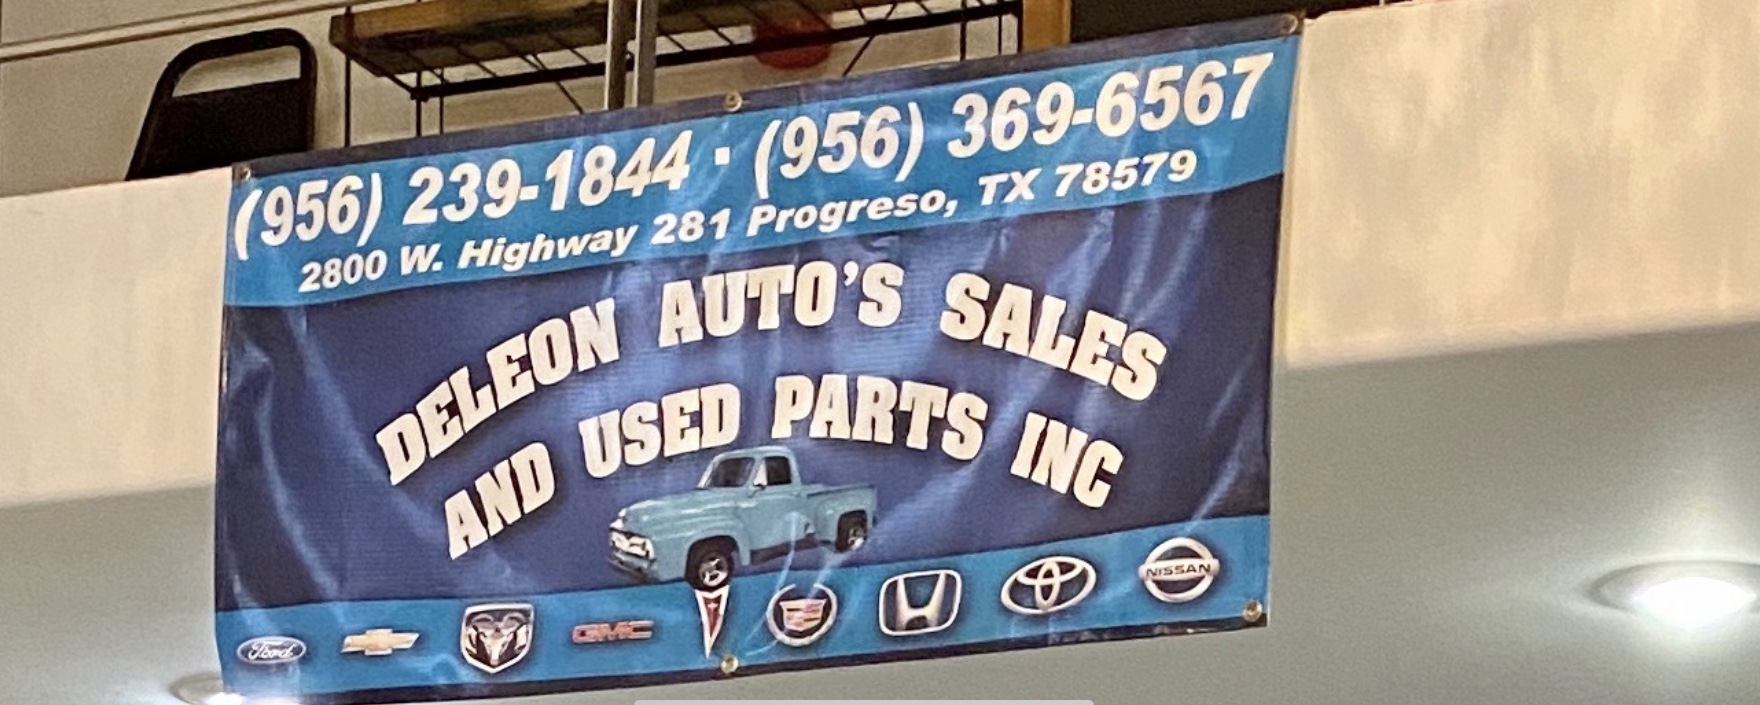 (956) 239-1844 · (956) 369-6567
2800 W. Highway 281 Progreso, TX 78579
DELEON AUTO'S SALES
AND USED PARTS INC
Ford
GMC
NISSAN